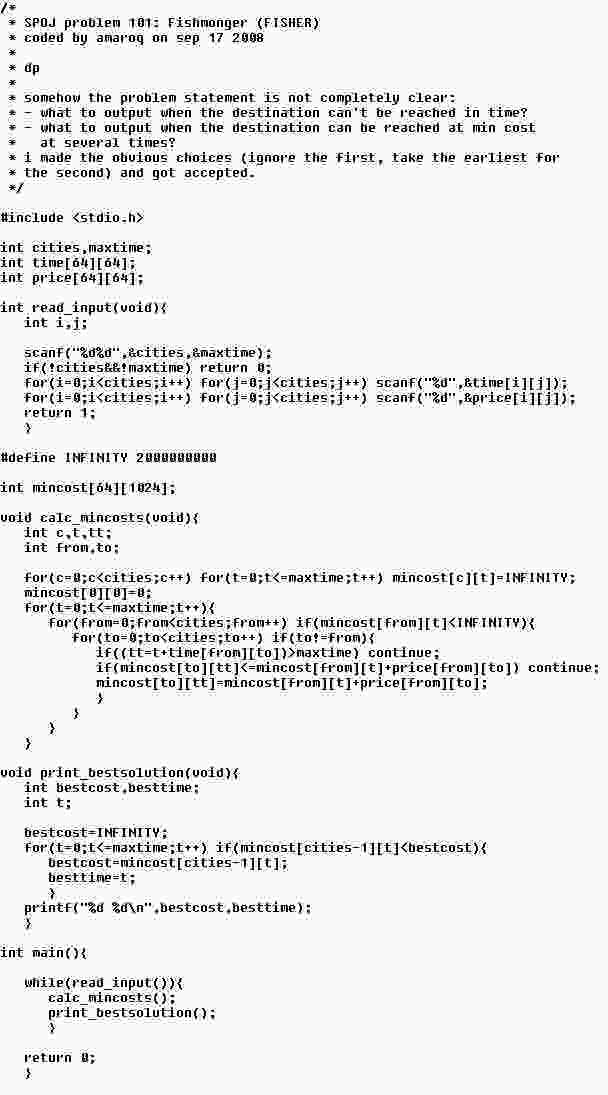 /*
 * SPOJ problem 101: Fishmonger (FISHER)
 * coded by amaroq on sep 17 2008
 *
 * dp
 *
 * somehow the problem statement is not completely clear:
 * - what to output when the destination can't be reached in time?
 * - what to output when the destination can be reached at min cost
 *   at several times?
 * i made the obvious choices (ignore the first, take the earliest for
 * the second) and got accepted.
 */

#include <stdio.h>

int cities,maxtime;
int time[64][64];
int price[64][64];

int read_input(void){
   int i,j;

   scanf("%d%d",&cities,&maxtime);
   if(!cities&&!maxtime) return 0;
   for(i=0;i<cities;i++) for(j=0;j<cities;j++) scanf("%d",&time[i][j]);
   for(i=0;i<cities;i++) for(j=0;j<cities;j++) scanf("%d",&price[i][j]);
   return 1;
   }

#define INFINITY 2000000000

int mincost[64][1024];

void calc_mincosts(void){
   int c,t,tt;
   int from,to;

   for(c=0;c<cities;c++) for(t=0;t<=maxtime;t++) mincost[c][t]=INFINITY;
   mincost[0][0]=0;
   for(t=0;t<=maxtime;t++){
      for(from=0;from<cities;from++) if(mincost[from][t]<INFINITY){
         for(to=0;to<cities;to++) if(to!=from){
            if((tt=t+time[from][to])>maxtime) continue;
            if(mincost[to][tt]<=mincost[from][t]+price[from][to]) continue;
            mincost[to][tt]=mincost[from][t]+price[from][to];
            }
         }
      }
   }

void print_bestsolution(void){
   int bestcost,besttime;
   int t;

   bestcost=INFINITY;
   for(t=0;t<=maxtime;t++) if(mincost[cities-1][t]<bestcost){
      bestcost=mincost[cities-1][t];
      besttime=t;
      }
   printf("%d %d\n",bestcost,besttime);
   }

int main(){

   while(read_input()){
      calc_mincosts();
      print_bestsolution();
      }

   return 0;
   }